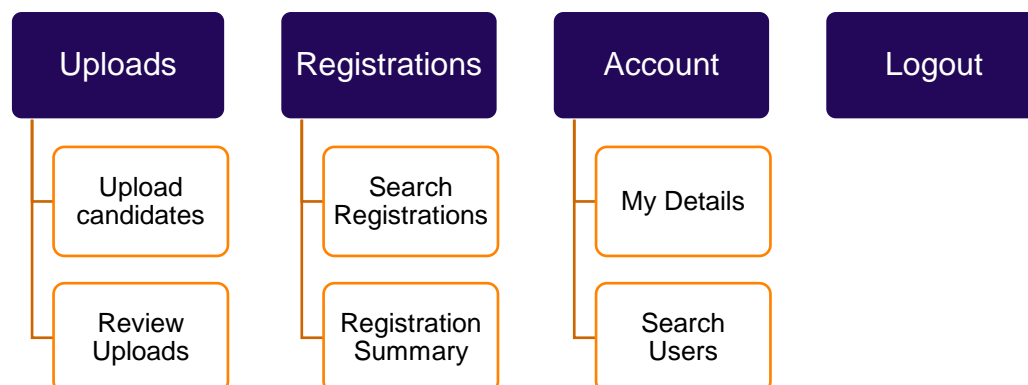 Uploads
Registrations
Account
Logout
Upload
candidates
Search
Registrations
My Details
Review
Uploads
Registration
Summary
Search
Users